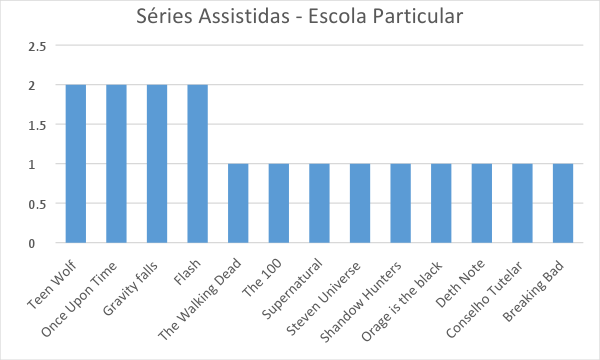 Séries Assistidas - Escola Particular
2.5
2
1.5
1
0.5
0
Teen Wolf
Once Upon Time
Gravity falls
Flash
The Walking Dead
The 100
Supernatural
Steven Universe
Shandow Hunters
Orage is the black
Deth Note
Conselho Tutelar
Breaking Bad